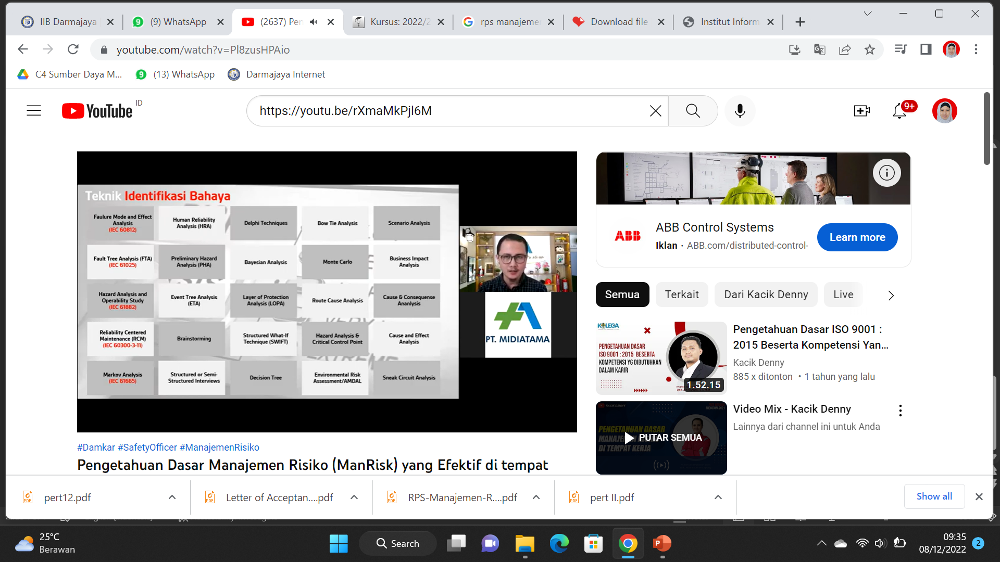 IIB Darmajaya
(9) WhatsApp
(2637) Pen
Kursus: 2022/2
rps manajemen
Download file
Institut Inform
youtube.com/watch?v=Pl8zusHPAio
C4 Sumber Daya M...
(13) WhatsApp
Darmajaya Internet
YouTube ID
https://youtu.be/rXmaMkPjl6M
9+
Teknik Identifikasi Bahaya
Faulure Mode and Effect
Analysis
(IEC 60812)
Human Reliability
Analysis (HRA)
Delphi Techniques
Bow Tie Analysis
Scenario Analysis
Fault Tree Analysis (FTA)
(IEC 61025)
Preliminary Hazard
Analysis (PHA)
Bayesian Analysis
Monte Carlo
Business Impact
Analysis
Hazard Analysis and
Operability Study
(IEC 61882)
Event Tree Analysis
(ETA)
Layer of Protection
Analysis (LOPA)
Route Cause Analysis
Cause & Consequense
Ananlysis
Reliability Centered
Maintenance (RCM)
(IEC 60300-3-11)
Brainstorming
Structured What-If
Technique (SWIFT)
Hazard Analysis &
Critical Control Point
Cause and Effect
Analysis
Markov Analysis
(IEC 61665)
Structured or Semi-
Structured Interviews
Decision Tree
Environmental Risk
Assessment/AMDAL
Sneak Circuit Analysis
PT. MIDIATAMA
#Damkar #SafetyOfficer #ManajemenRisiko
Pengetahuan Dasar Manajemen Risiko (ManRisk) yang Efektif di tempat
ABB
ABB Control Systems
Iklan · ABB.com/distributed-control-
Learn more
Semua
Terkait
Dari Kacik Denny
Live
KOLEGA
PENGETAHUAN DASAR
ISO 9001 : 2015 BESERTA
KOMPETENSI YG DIBUTUHKAN
DALAM KARIR
1.52.15
Pengetahuan Dasar ISO 9001 :
2015 Beserta Kompetensi Yan...
Kacik Denny
885 x ditonton • 1 tahun yang lalu
KACIK DENNY
PENGETAHUAN DASAR
MANAJEMEN RISIKO
DI TEMPAT KERJA
PUTAR SEMUA
Video Mix - Kacik Denny
Lainnya dari channel ini untuk Anda
pert12.pdf
Letter of Acceptan....pdf
RPS-Manajemen-R....pdf
pert II.pdf
Show all
25°C
Berawan
Search
09:35
08/12/2022
2